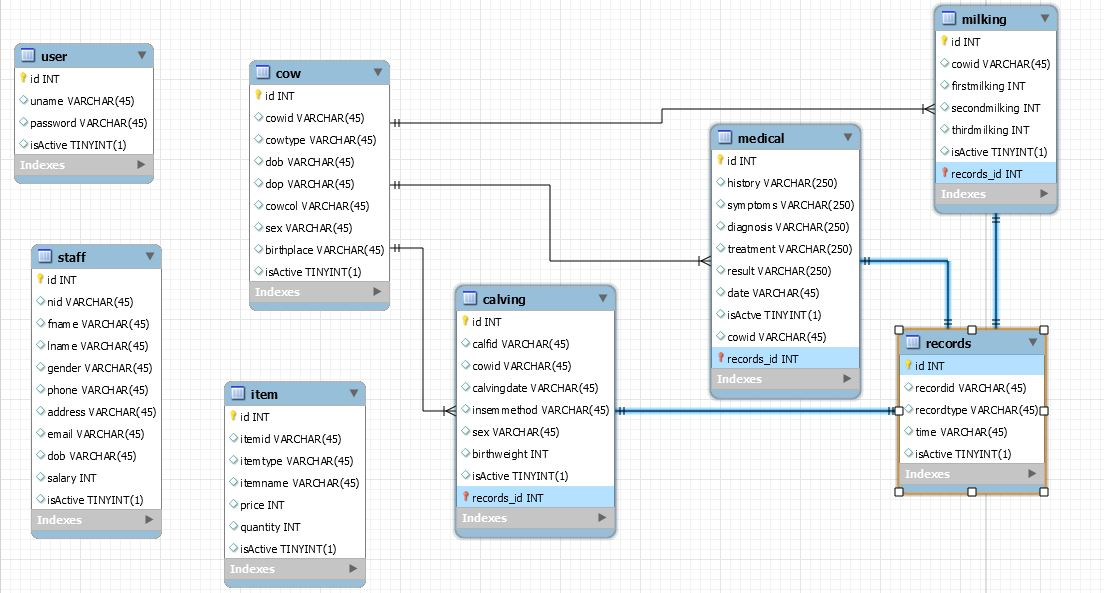 user
id INT
uname VARCHAR(45)
password VARCHAR(45)
isActive TINYINT(1)
Indexes
staff
id INT
nid VARCHAR(45)
fname VARCHAR(45)
lname VARCHAR(45)
gender VARCHAR(45)
phone VARCHAR(45)
address VARCHAR(45)
email VARCHAR(45)
dob VARCHAR(45)
salary INT
isActive TINYINT(1)
Indexes
cow
id INT
cowid VARCHAR(45)
cowtype VARCHAR(45)
dob VARCHAR(45)
dop VARCHAR(45)
cowcol VARCHAR(45)
sex VARCHAR(45)
birthplace VARCHAR(45)
isActive TINYINT(1)
Indexes
item
id INT
itemid VARCHAR(45)
itemtype VARCHAR(45)
itemname VARCHAR(45)
price INT
quantity INT
isActive TINYINT(1)
Indexes
calving
id INT
calfid VARCHAR(45)
cowid VARCHAR(45)
calvingdate VARCHAR(45)
insemmethod VARCHAR(45)
sex VARCHAR(45)
birthweight INT
isActive TINYINT(1)
records_id INT
Indexes
medical
id INT
history VARCHAR(250)
symptoms VARCHAR(250)
diagnosis VARCHAR(250)
treatment VARCHAR(250)
result VARCHAR(250)
date VARCHAR(45)
isActve TINYINT(1)
cowid VARCHAR(45)
records_id INT
Indexes
milking
id INT
cowid VARCHAR(45)
firstmilking INT
secondmilking INT
thirdmilking INT
isActive TINYINT(1)
records_id INT
Indexes
records
id INT
recordid VARCHAR(45)
recordtype VARCHAR(45)
time VARCHAR(45)
isActive TINYINT(1)
Indexes